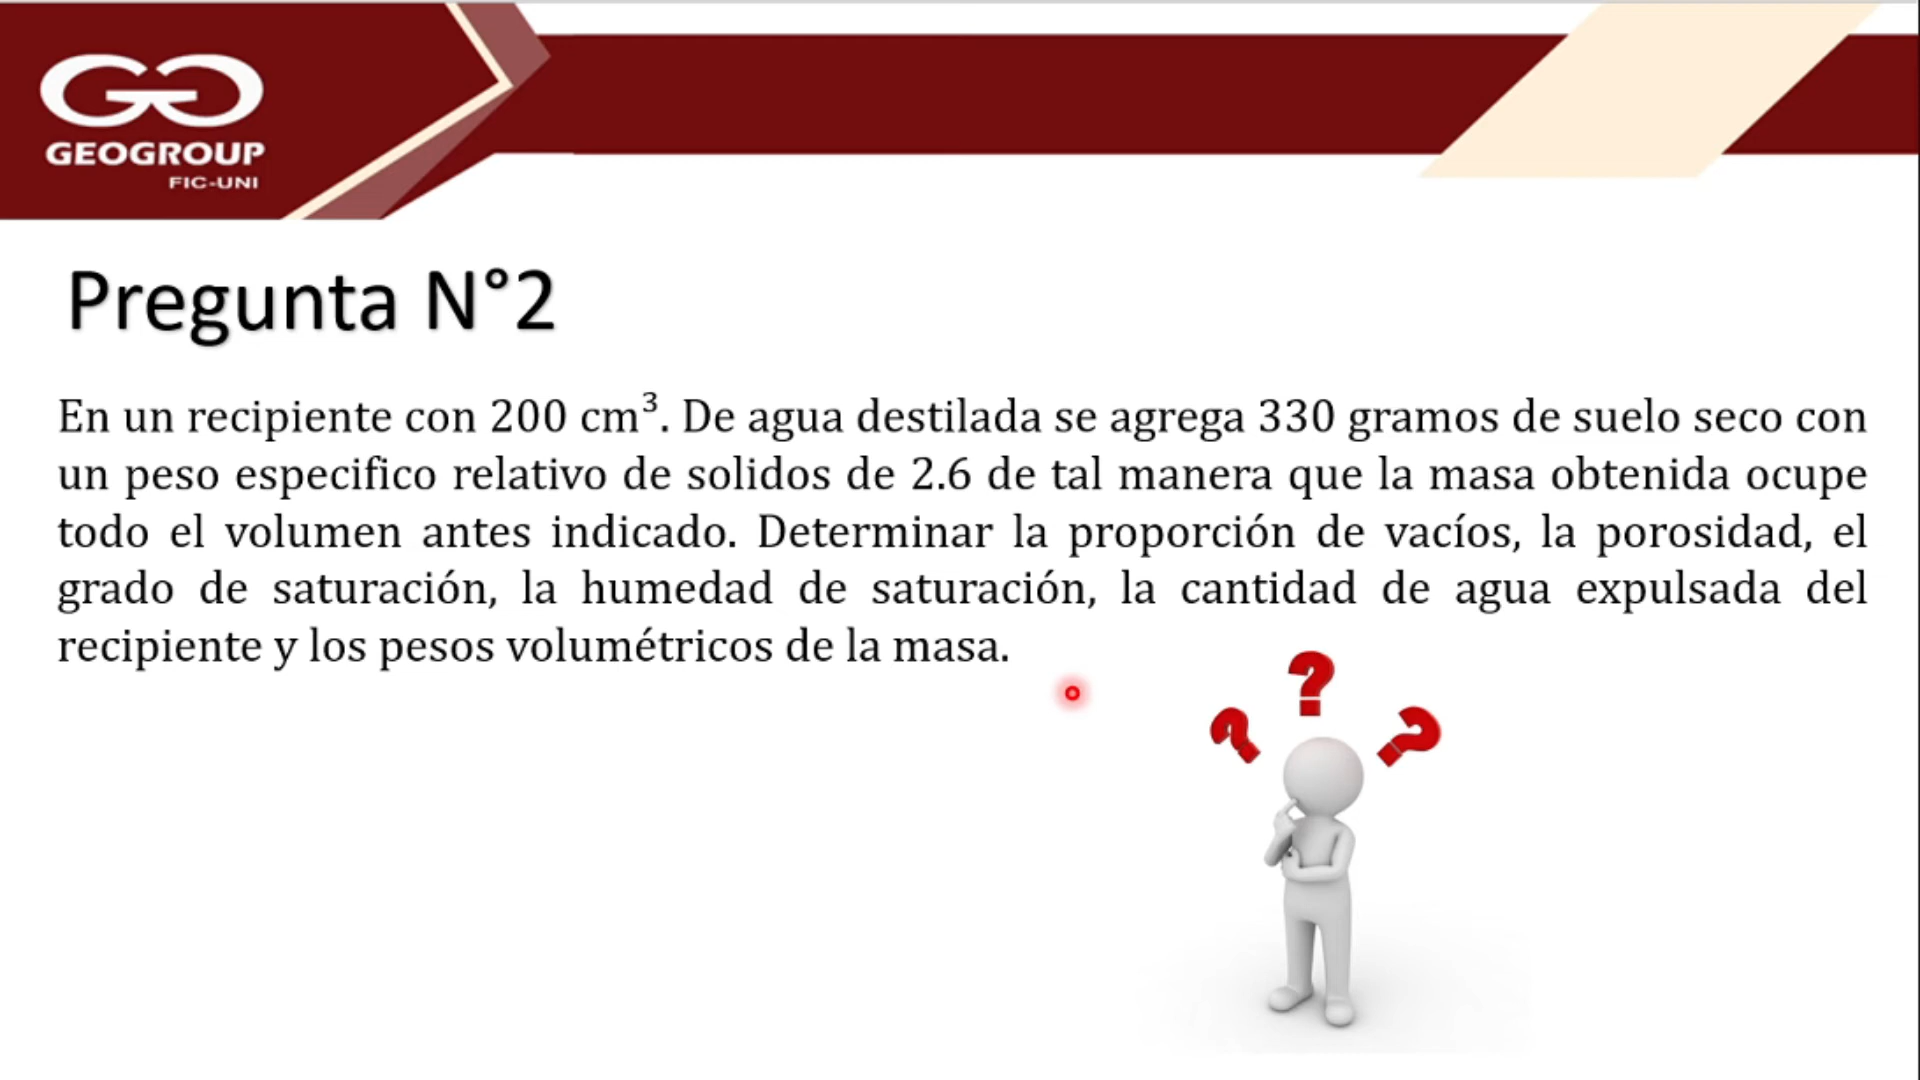 GEOGROUP
FIC-UNI
Pregunta N°2
En un recipiente con 200 cm³. De agua destilada se agrega 330 gramos de suelo seco con
un peso especifico relativo de solidos de 2.6 de tal manera que la masa obtenida ocupe
todo el volumen antes indicado. Determinar la proporción de vacíos, la porosidad, el
grado de saturación, la humedad de saturación, la cantidad de agua expulsada del
recipiente y los pesos volumétricos de la masa.
? ? ?